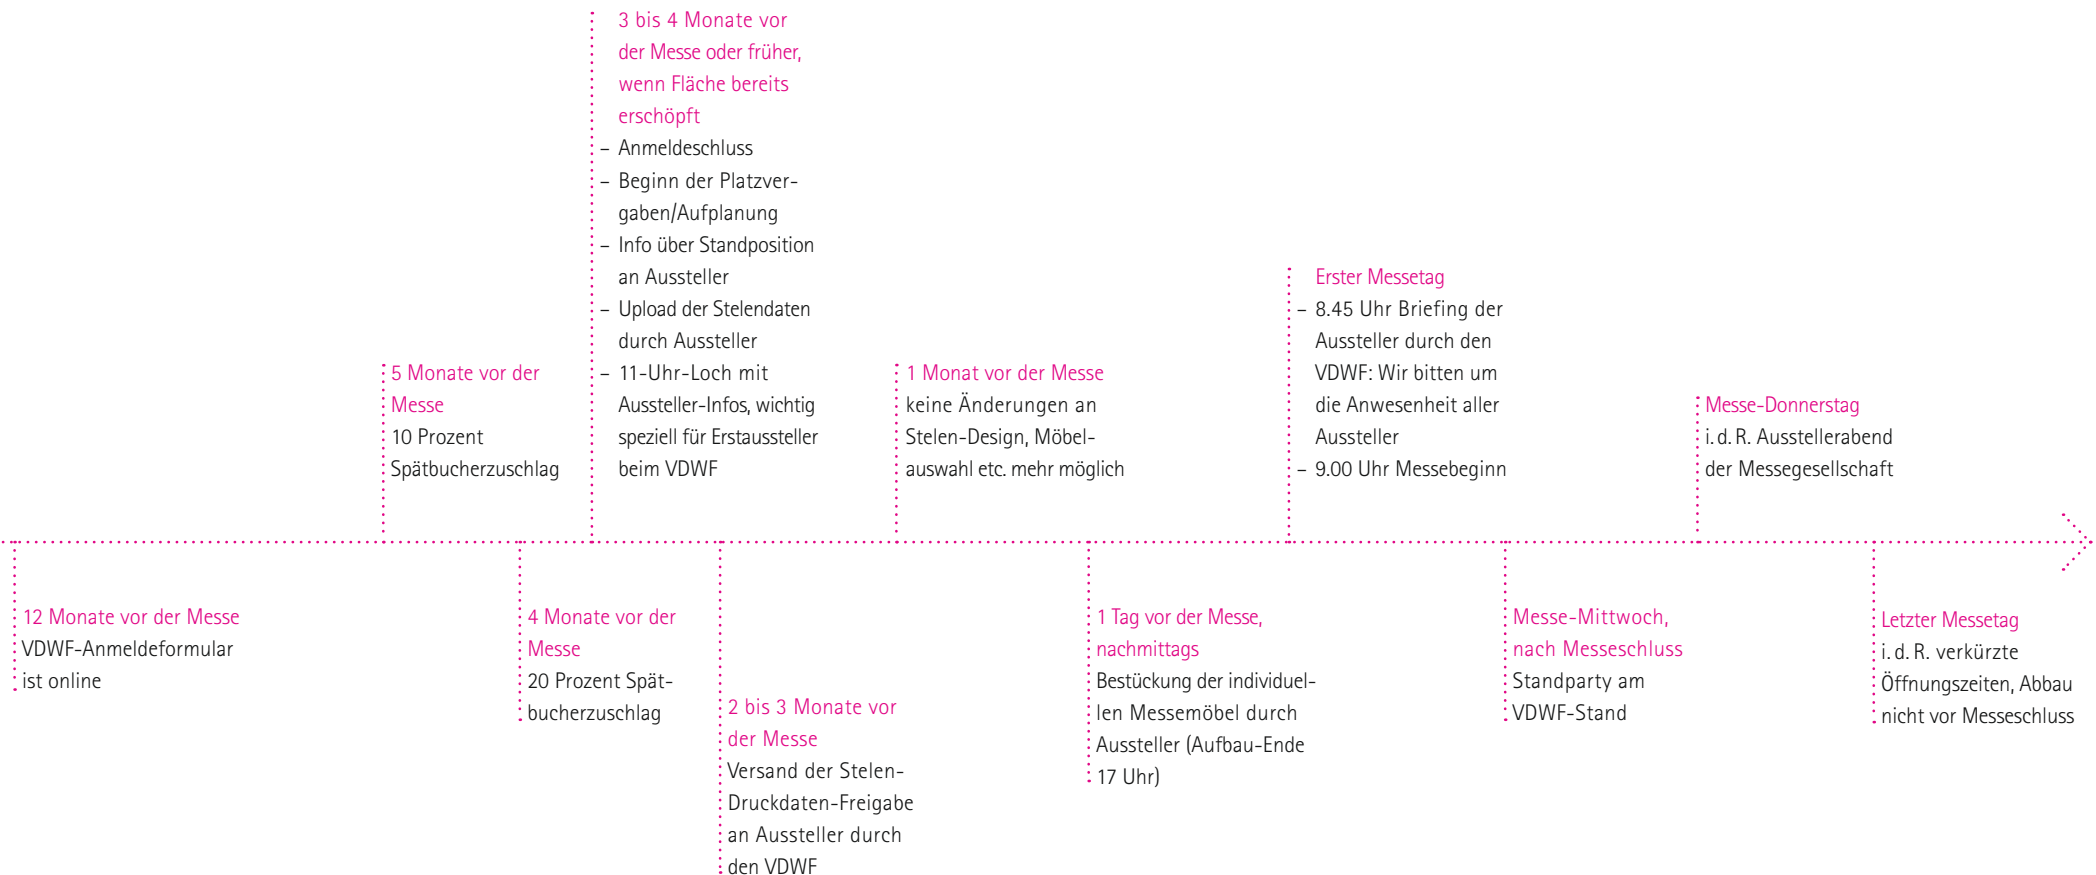 3 bis 4 Monate vor
der Messe oder früher,
wenn Fläche bereits
erschöpft
– Anmeldeschluss
– Beginn der Platzver-
gaben/Aufplanung
– Info über Standposition
an Aussteller
– Upload der Stelendaten
durch Aussteller
– 11-Uhr-Loch mit
Aussteller-Infos, wichtig
speziell für Erstaussteller
beim VDWF
5 Monate vor der
Messe
10 Prozent
Spätbucherzuschlag
1 Monat vor der Messe
keine Änderungen an
Stelen-Design, Möbel-
auswahl etc. mehr möglich
Erster Messetag
– 8.45 Uhr Briefing der
Aussteller durch den
VDWF: Wir bitten um
die Anwesenheit aller
Aussteller
– 9.00 Uhr Messebeginn
Messe-Donnerstag
i. d. R. Ausstellerabend
der Messegesellschaft
12 Monate vor der Messe
VDWF-Anmeldeformular
ist online
4 Monate vor der
Messe
20 Prozent Spät-
bucherzuschlag
2 bis 3 Monate vor
der Messe
Versand der Stelen-
Druckdaten-Freigabe
an Aussteller durch
den VDWF
1 Tag vor der Messe,
nachmittags
Bestückung der individuel-
len Messemöbel durch
Aussteller (Aufbau-Ende
17 Uhr)
Messe-Mittwoch,
nach Messeschluss
Standparty am
VDWF-Stand
Letzter Messetag
i. d. R. verkürzte
Öffnungszeiten, Abbau
nicht vor Messeschluss